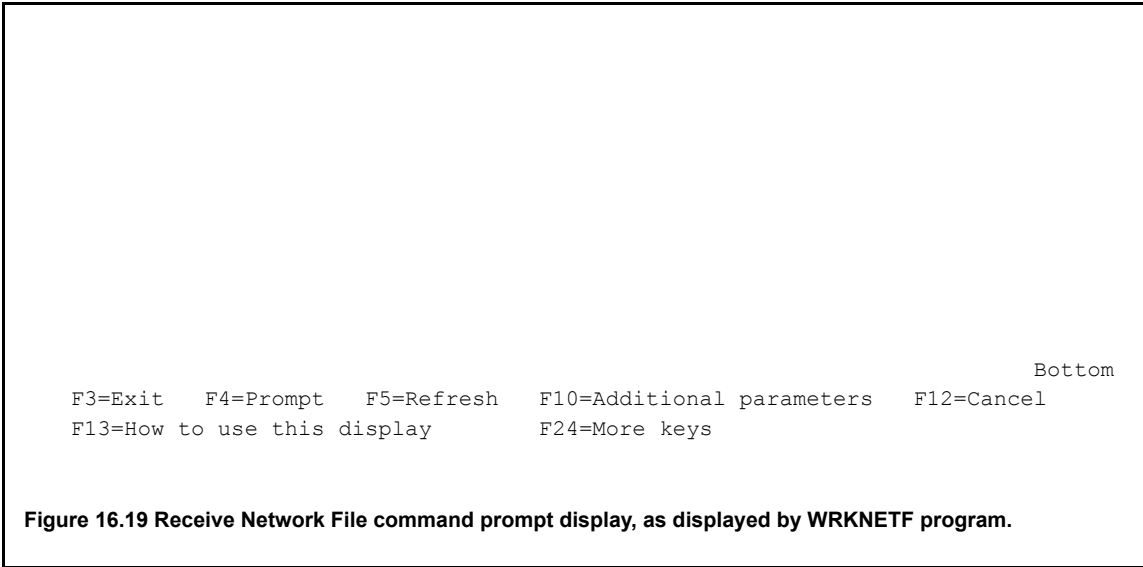 Bottom
F3=Exit   F4=Prompt   F5=Refresh   F10=Additional parameters   F12=Cancel
F13=How to use this display   F24=More keys
Figure 16.19 Receive Network File command prompt display, as displayed by WRKNETF program.